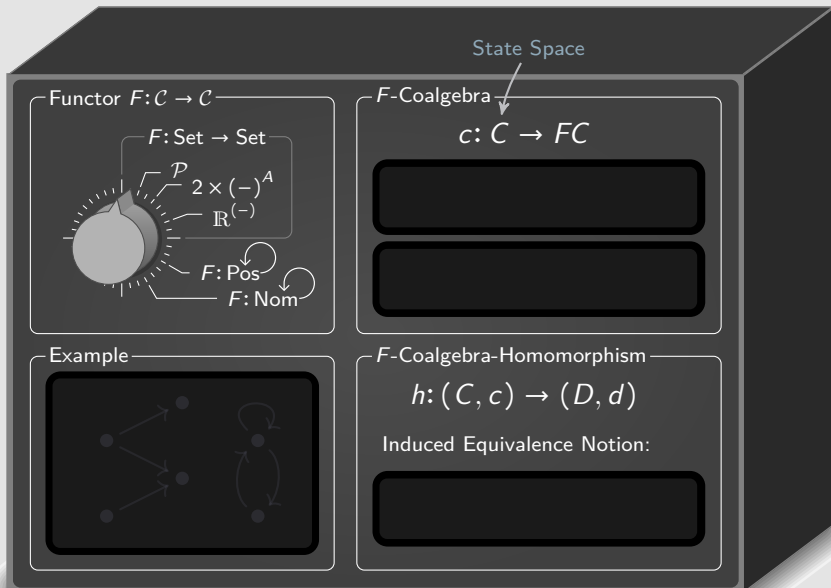 State Space
Functor F: 𝒞 → 𝒞
F: Set → Set
𝒫
2 × (−)^A
ℝ^(−)
F: Pos
F: Nom
F-Coalgebra
c: C → FC
Example
F-Coalgebra-Homomorphism
h: (C, c) → (D, d)
Induced Equivalence Notion: